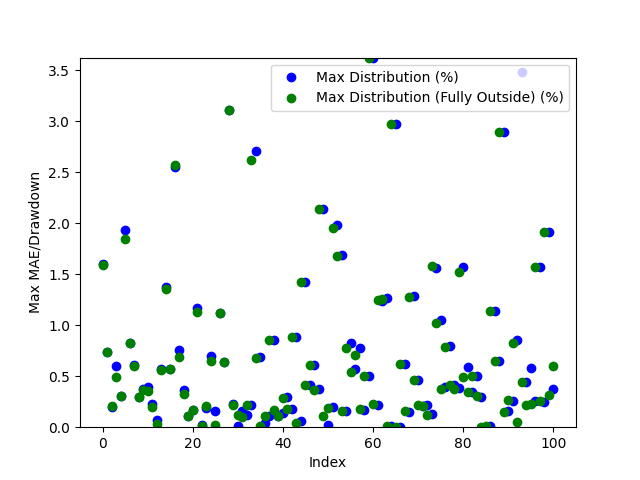 Max Distribution (%)
Max Distribution (Fully Outside) (%)
3.5
3.0
2.5
2.0
1.5
1.0
0.5
0.0
Max MAE/Drawdown
0 20 40 60 80 100
Index